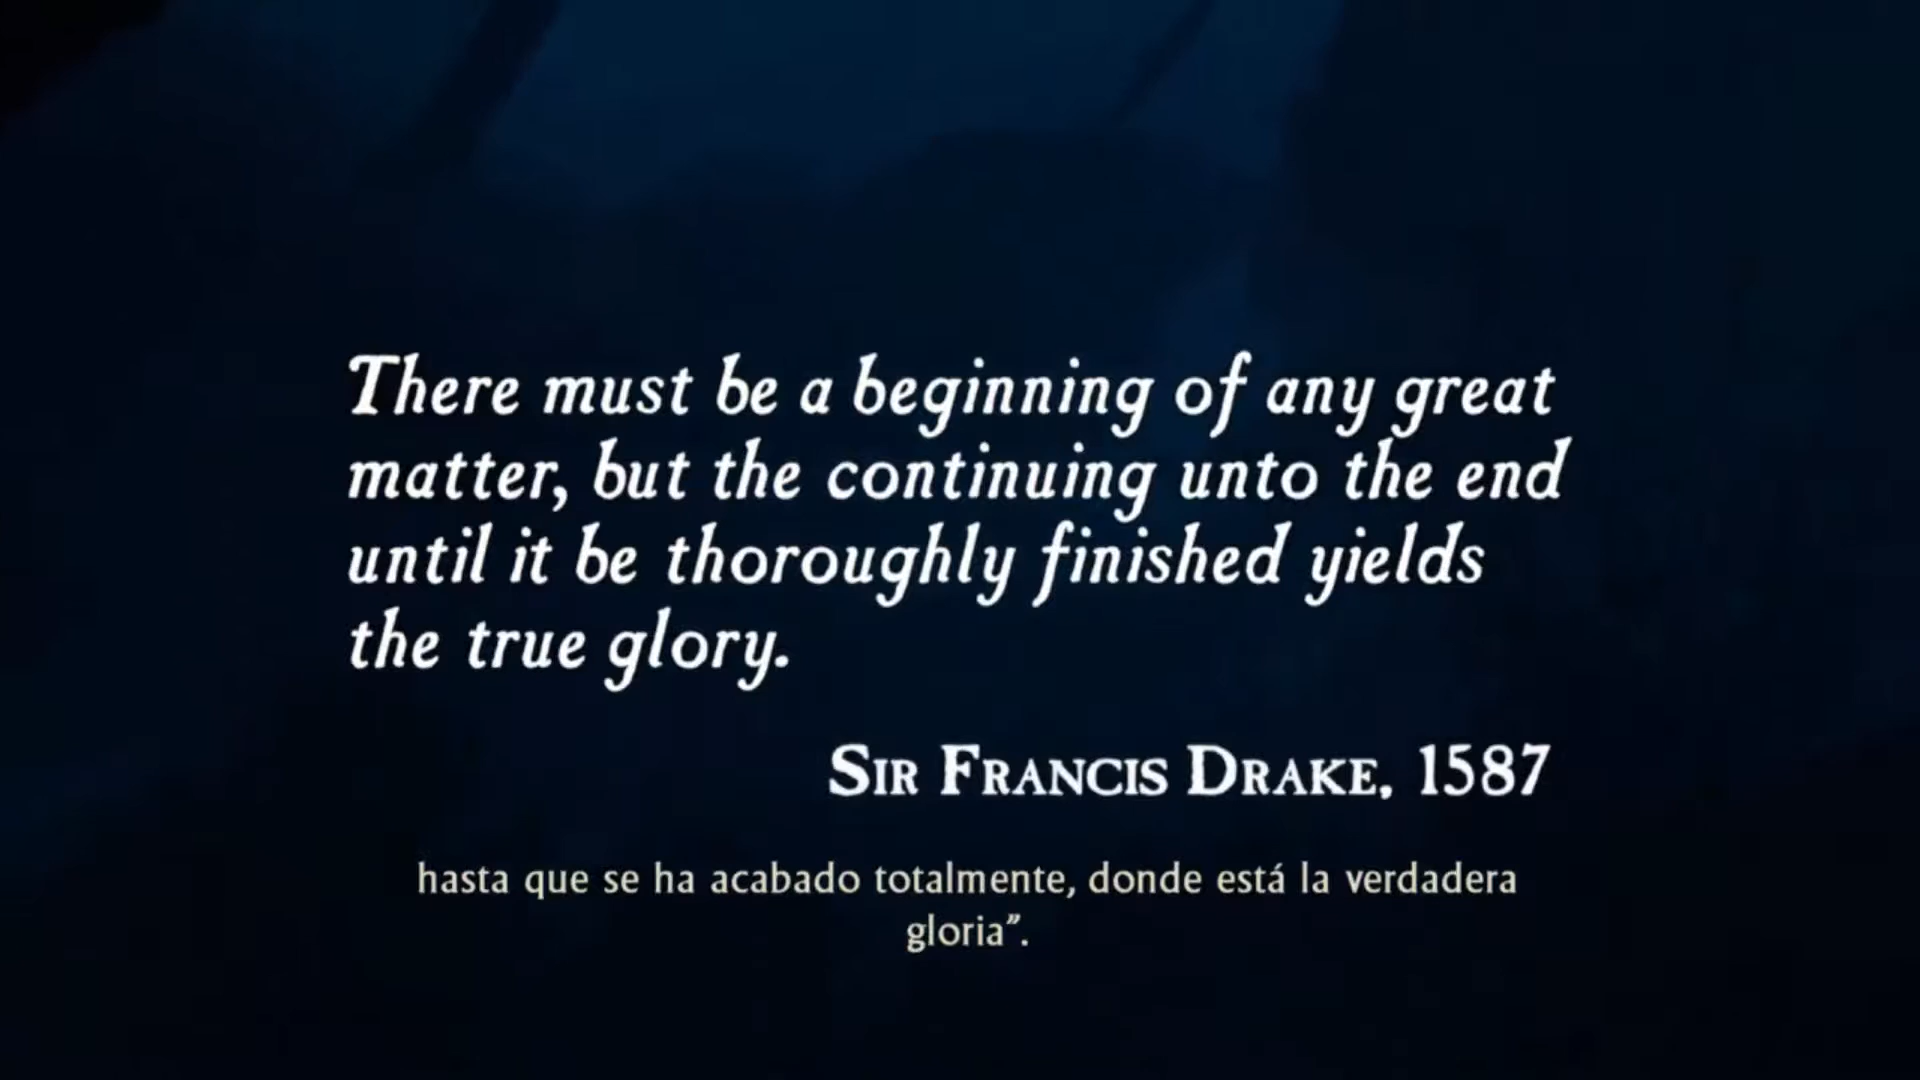 There must be a beginning of any great
matter, but the continuing unto the end
until it be thoroughly finished yields
the true glory.
SIR FRANCIS DRAKE, 1587
hasta que se ha acabado totalmente, donde está la verdadera
gloria”.